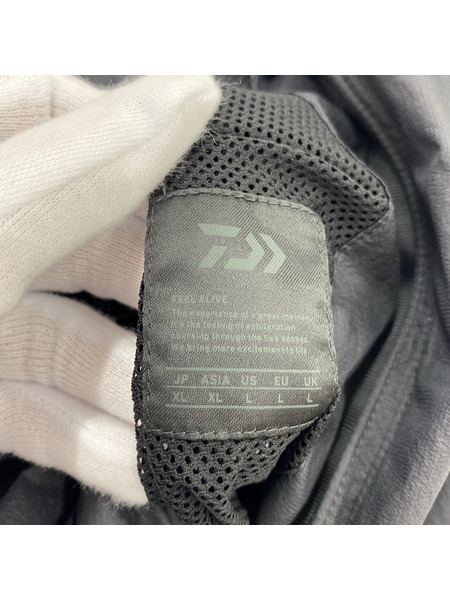 FEEL ALIVE.
The experience of a great moment
It's the feeling of exhilaration
coursing through the five senses
We bring more excitement to life
JP ASIA US EU UK
XL XL L L L